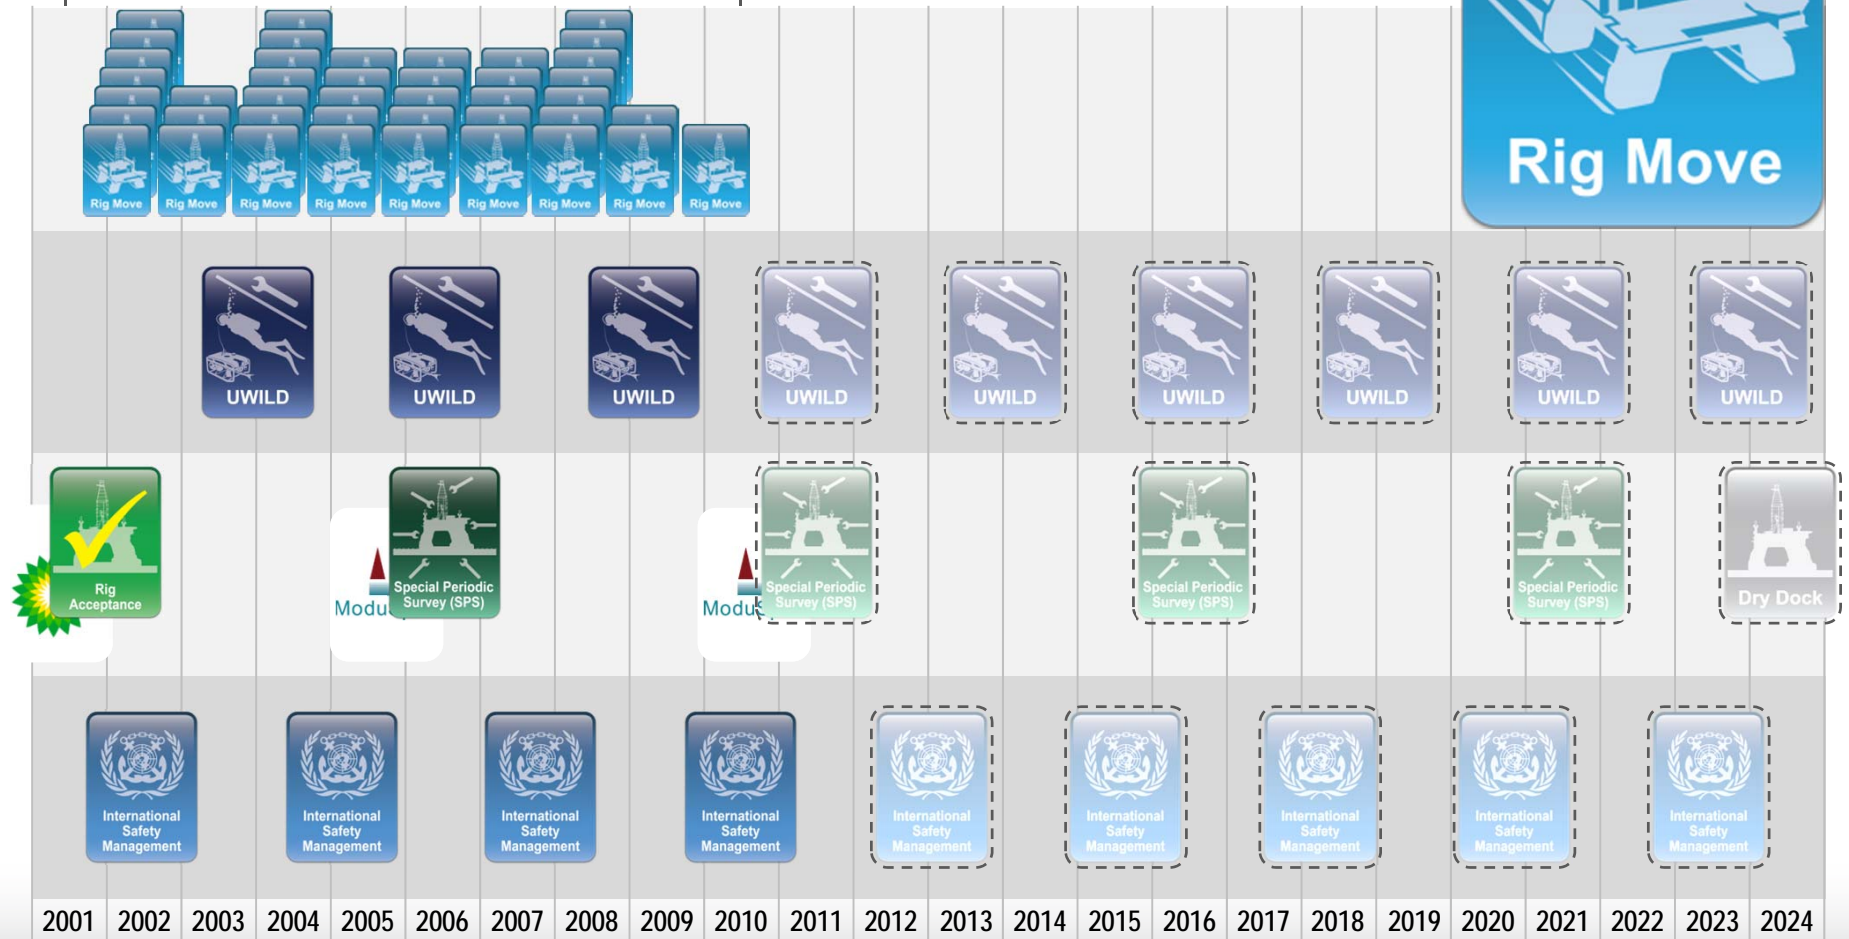 Rig Move
Rig Move
Rig Move
Rig Move
Rig Move
Rig Move
Rig Move
Rig Move
Rig Move
Rig Move
UWILD
UWILD
UWILD
UWILD
UWILD
UWILD
UWILD
UWILD
UWILD
Rig
Acceptance
Modu
Special Periodic
Survey (SPS)
Modu
Special Periodic
Survey (SPS)
Special Periodic
Survey (SPS)
Special Periodic
Survey (SPS)
Dry Dock
International
Safety
Management
International
Safety
Management
International
Safety
Management
International
Safety
Management
International
Safety
Management
International
Safety
Management
International
Safety
Management
International
Safety
Management
International
Safety
Management
2001 2002 2003 2004 2005 2006 2007 2008 2009 2010 2011 2012 2013 2014 2015 2016 2017 2018 2019 2020 2021 2022 2023 2024